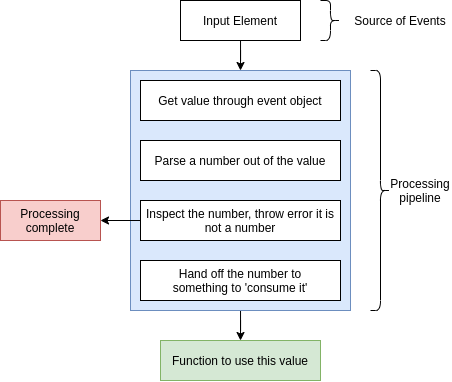 Input Element
Source of Events
Get value through event object
Parse a number out of the value
Processing
pipeline
Processing
complete
Inspect the number, throw error it is
not a number
Hand off the number to
something to 'consume it'
Function to use this value